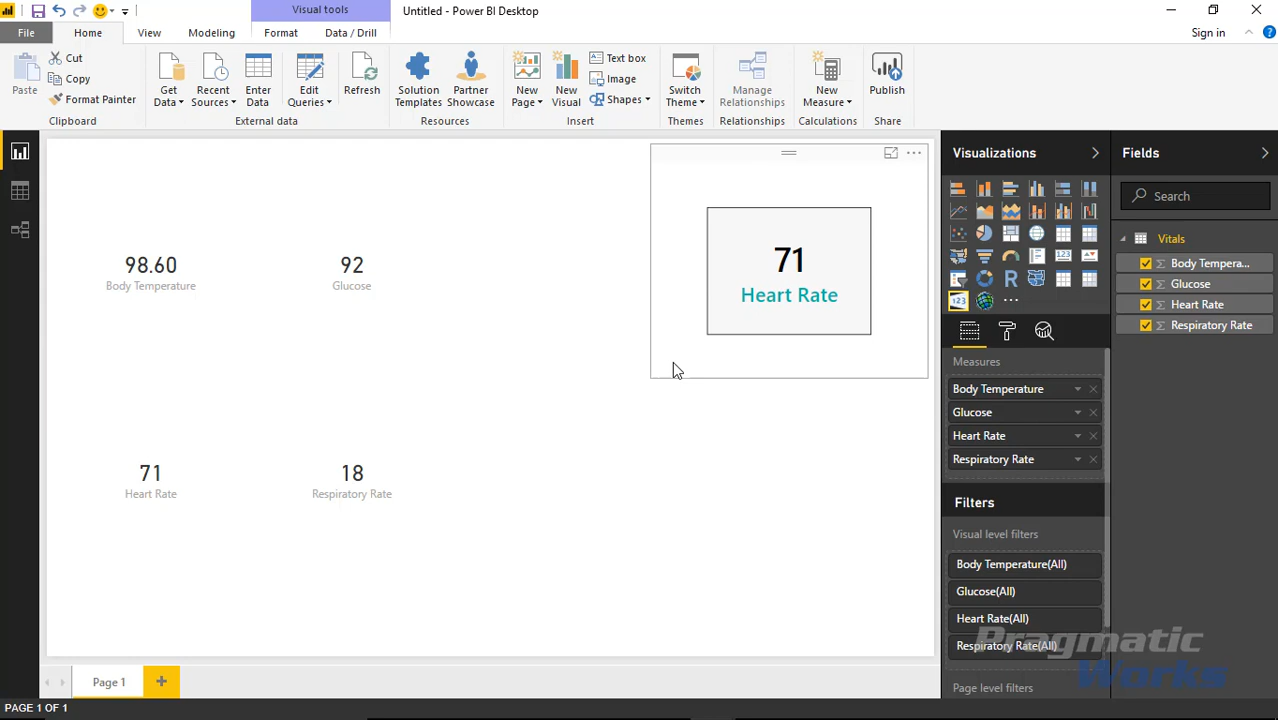 Visual tools
Untitled - Power BI Desktop
File
Home
View
Modeling
Format
Data / Drill
Sign in
Paste
Cut
Copy
Format Painter
Clipboard
Get
Data
Recent
Sources
Enter
Data
Edit
Queries
Refresh
External data
Solution
Templates
Partner
Showcase
Resources
New
Page
New
Visual
Text box
Image
Shapes
Insert
Switch
Theme
Themes
Manage
Relationships
Relationships
New
Measure
Calculations
Publish
Share
98.60
Body Temperature
92
Glucose
71
Heart Rate
71
Heart Rate
18
Respiratory Rate
Visualizations
Measures
Body Temperature
Glucose
Heart Rate
Respiratory Rate
Filters
Visual level filters
Body Temperature(All)
Glucose(All)
Heart Rate(All)
Respiratory Rate(All)
Page level filters
Fields
Search
Vitals
Body Tempera...
Glucose
Heart Rate
Respiratory Rate
Pragmatic
Works
Page 1
PAGE 1 OF 1